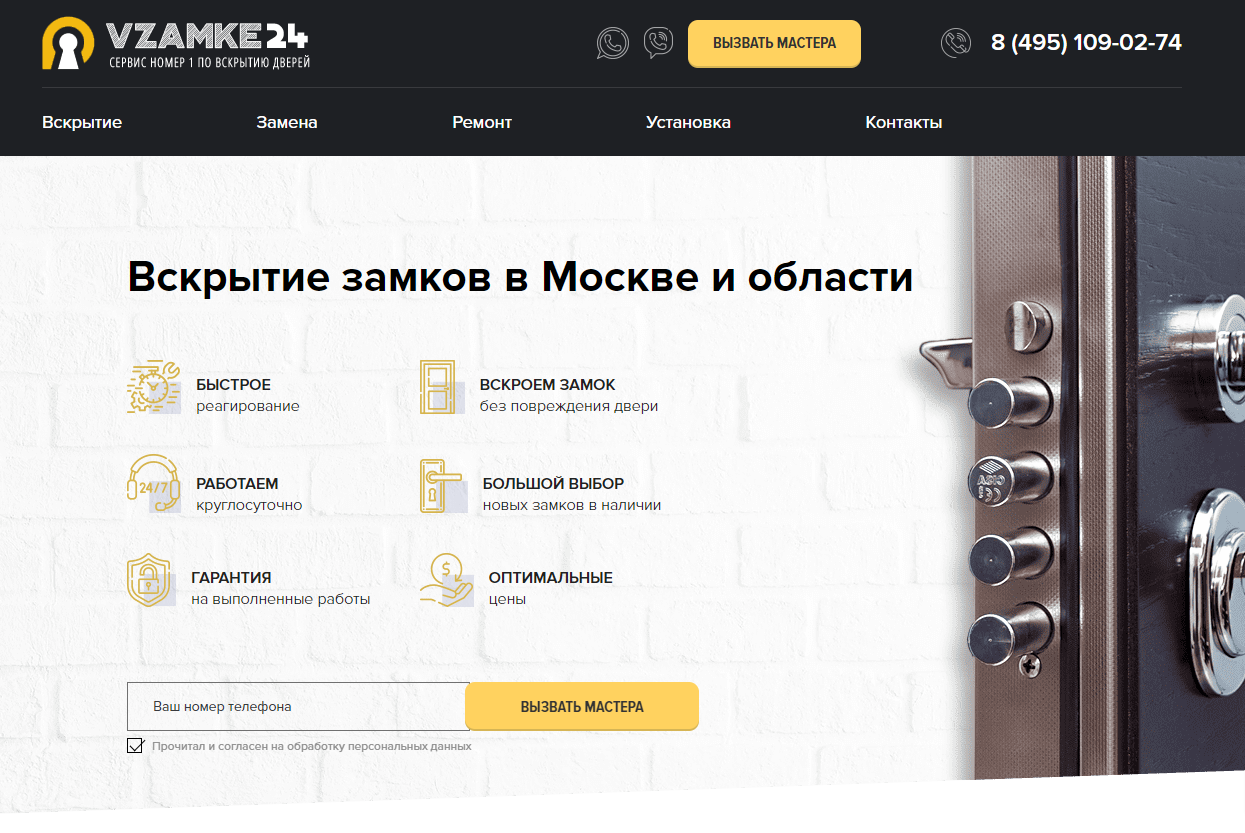 VZAMKE24
СЕРВИС НОМЕР 1 ПО ВСКРЫТИЮ ДВЕРЕЙ
ВЫЗВАТЬ МАСТЕРА
8 (495) 109-02-74
Вскрытие Замена Ремонт Установка Контакты
Вскрытие замков в Москве и области
БЫСТРОЕ
реагирование
ВСКРОЕМ ЗАМОК
без повреждения двери
24/7
РАБОТАЕМ
круглосуточно
БОЛЬШОЙ ВЫБОР
новых замков в наличии
ГАРАНТИЯ
на выполненные работы
$
ОПТИМАЛЬНЫЕ
цены
Ваш номер телефона
ВЫЗВАТЬ МАСТЕРА
Прочитал и согласен на обработку персональных данных